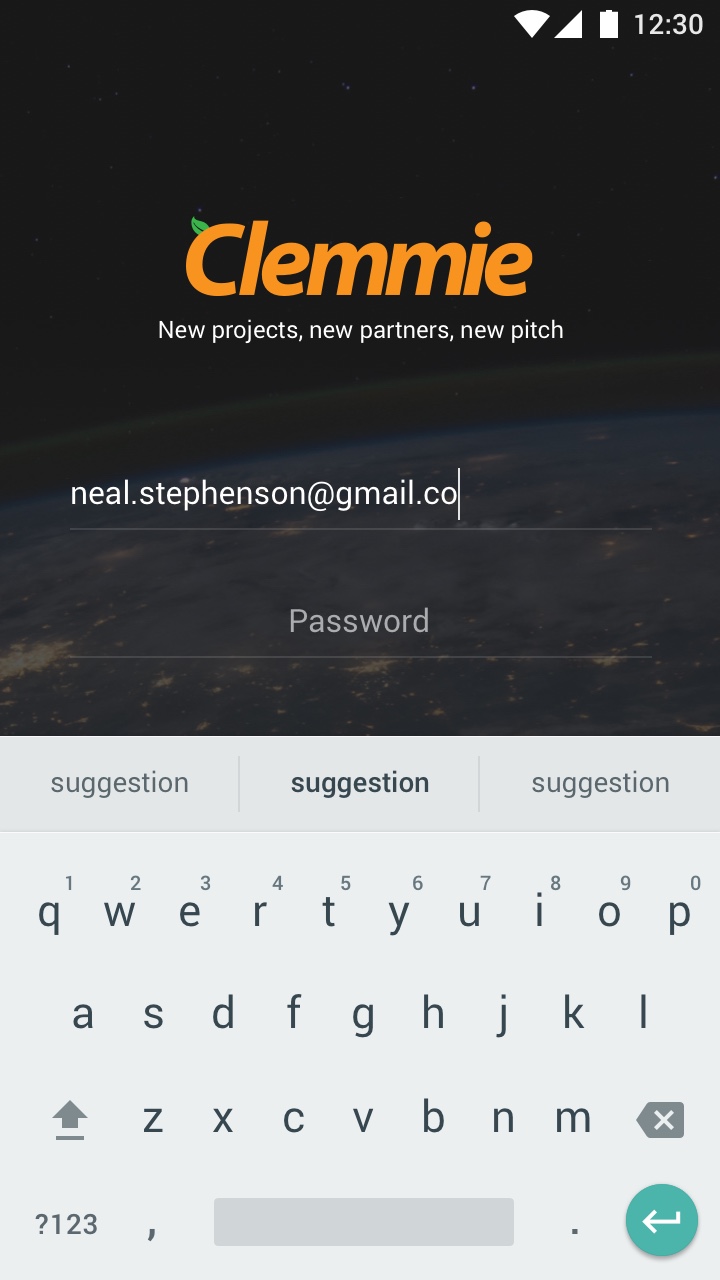 12:30
Clemmie
New projects, new partners, new pitch
neal.stephenson@gmail.co
Password
suggestion suggestion suggestion
1 2 3 4 5 6 7 8 9 0
q w e r t y u i o p
a s d f g h j k l
z x c v b n m
?123 , .